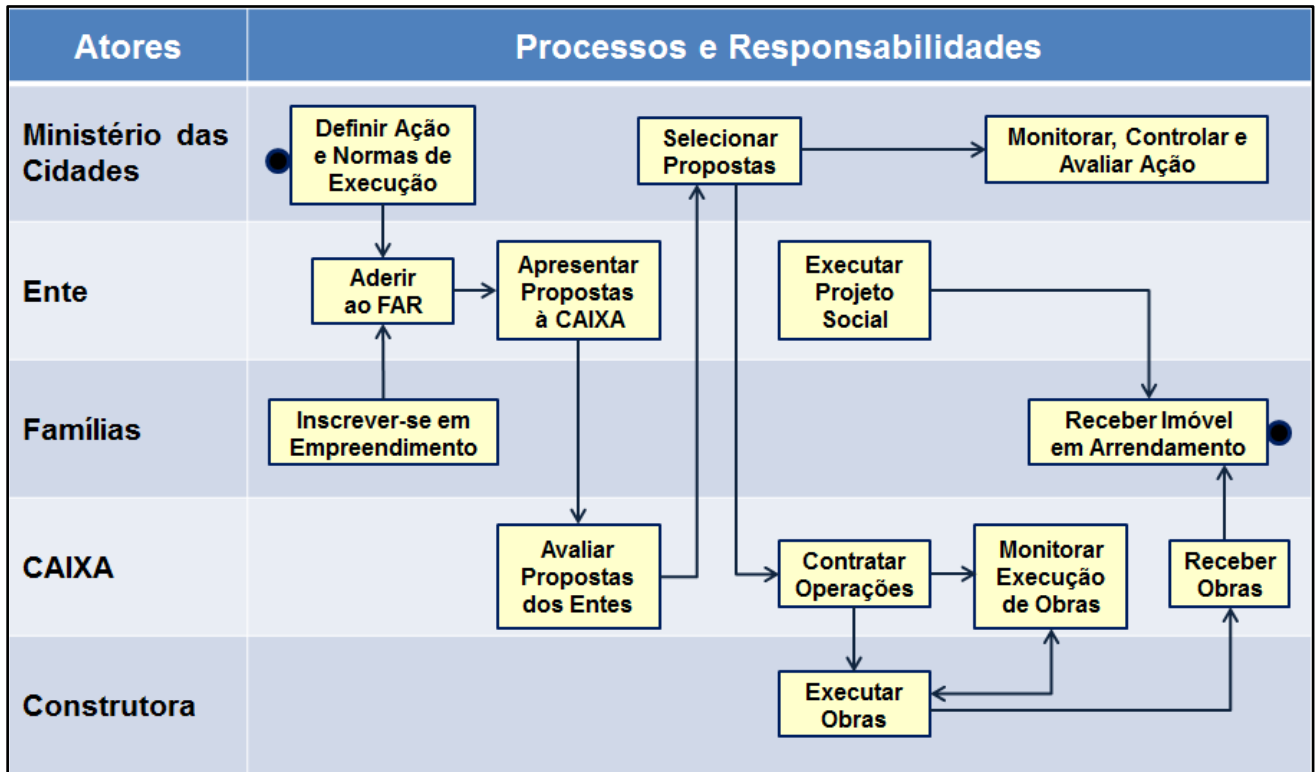 Atores
Processos e Responsabilidades
Ministério das
Cidades
Definir Ação
e Normas de
Execução
Selecionar
Propostas
Monitorar, Controlar e
Avaliar Ação
Ente
Aderir
ao FAR
Apresentar
Propostas
à CAIXA
Executar
Projeto
Social
Famílias
Inscrever-se em
Empreendimento
Receber Imóvel
em Arrendamento
CAIXA
Avaliar
Propostas
dos Entes
Contratar
Operações
Monitorar
Execução
de Obras
Receber
Obras
Construtora
Executar
Obras